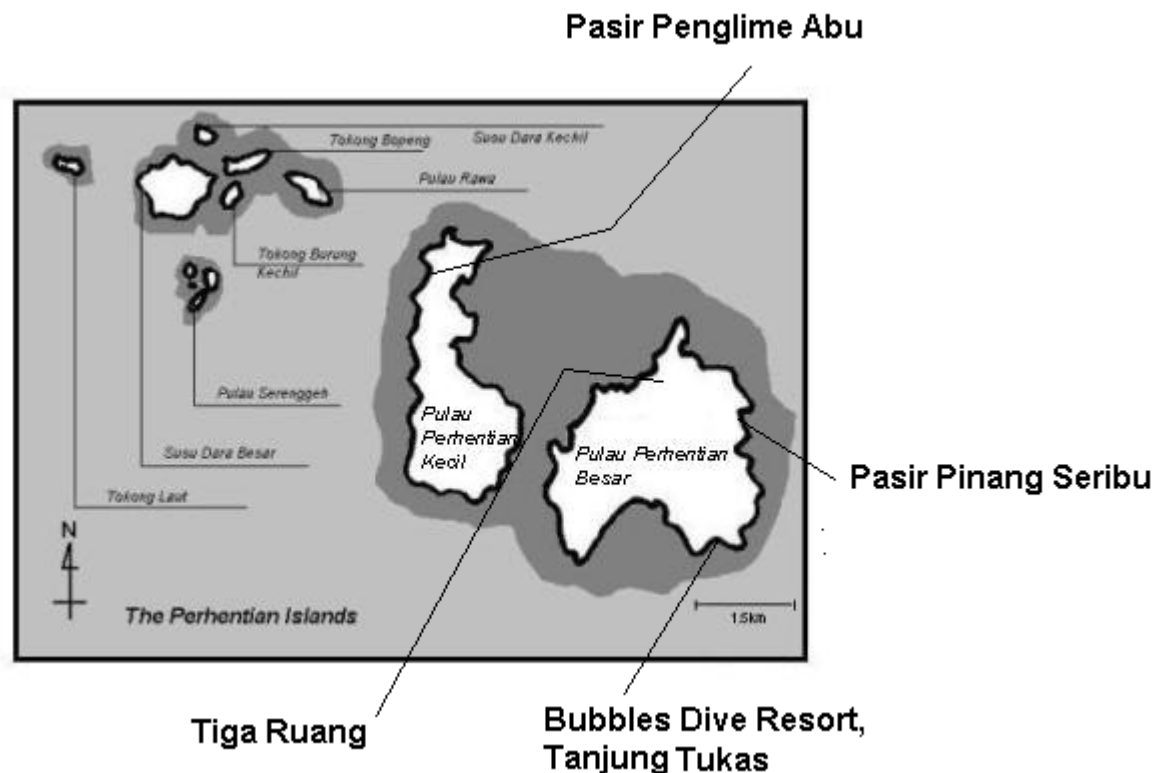 Pasir Penglime Abu
Susu Dara Kechil
Tokong Bopeng
Pulau Rawa
Tokong Burung
Kechil
Pulau Serenggeh
Pulau
Perhentian
Kecil
Pulau Perhentian
Besar
Susu Dara Besar
Pasir Pinang Seribu
Tokong Laut
N
The Perhentian Islands
1.5km
Tiga Ruang
Bubbles Dive Resort,
Tanjung Tukas